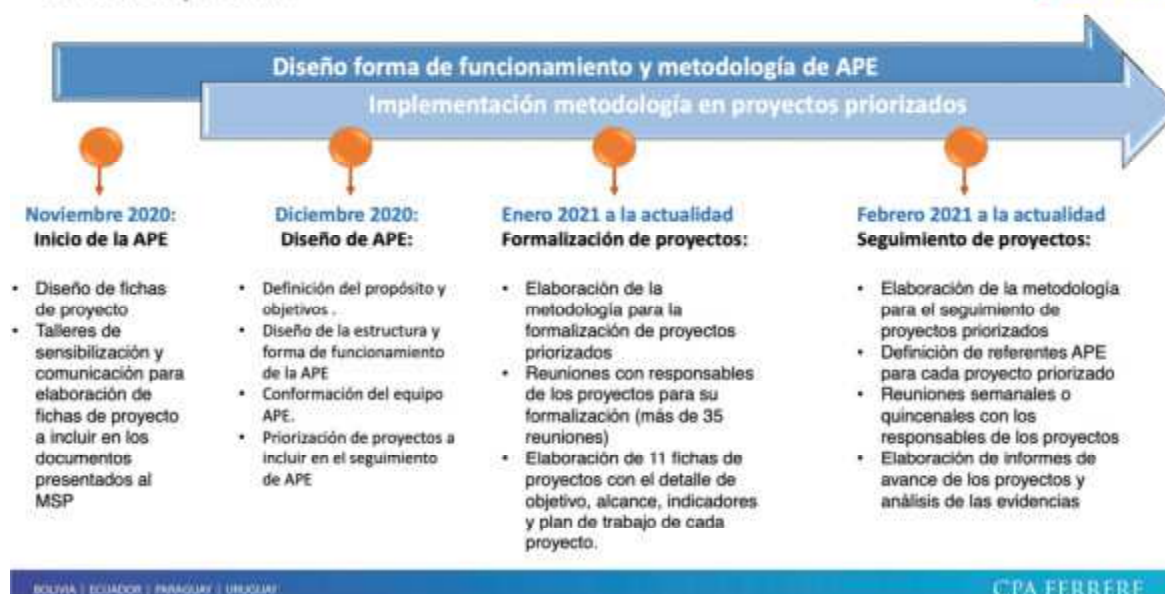 Diseño forma de funcionamiento y metodología de APE
Implementación metodología en proyectos priorizados
Noviembre 2020:
Inicio de la APE
• Diseño de fichas
de proyecto
• Talleres de
sensibilización y
comunicación para
elaboración de
fichas de proyecto
a incluir en los
documentos
presentados al
MSP
Diciembre 2020:
Diseño de APE:
• Definición del propósito y
objetivos .
• Diseño de la estructura y
forma de funcionamiento
de la APE
• Conformación del equipo
APE.
• Priorización de proyectos a
incluir en el seguimiento
de APE
Enero 2021 a la actualidad
Formalización de proyectos:
• Elaboración de la
metodología para la
formalización de proyectos
priorizados
• Reuniones con responsables
de los proyectos para su
formalización (más de 35
reuniones)
• Elaboración de 11 fichas de
proyectos con el detalle de
objetivo, alcance, indicadores
y plan de trabajo de cada
proyecto.
Febrero 2021 a la actualidad
Seguimiento de proyectos:
• Elaboración de la metodología
para el seguimiento de
proyectos priorizados
• Definición de referentes APE
para cada proyecto priorizado
• Reuniones semanales o
quincenales con los
responsables de los proyectos
• Elaboración de informes de
avance de los proyectos y
análisis de las evidencias
BOLIVIA | ECUADOR | PARAGUAY | URUGUAY
CPA FERRERE